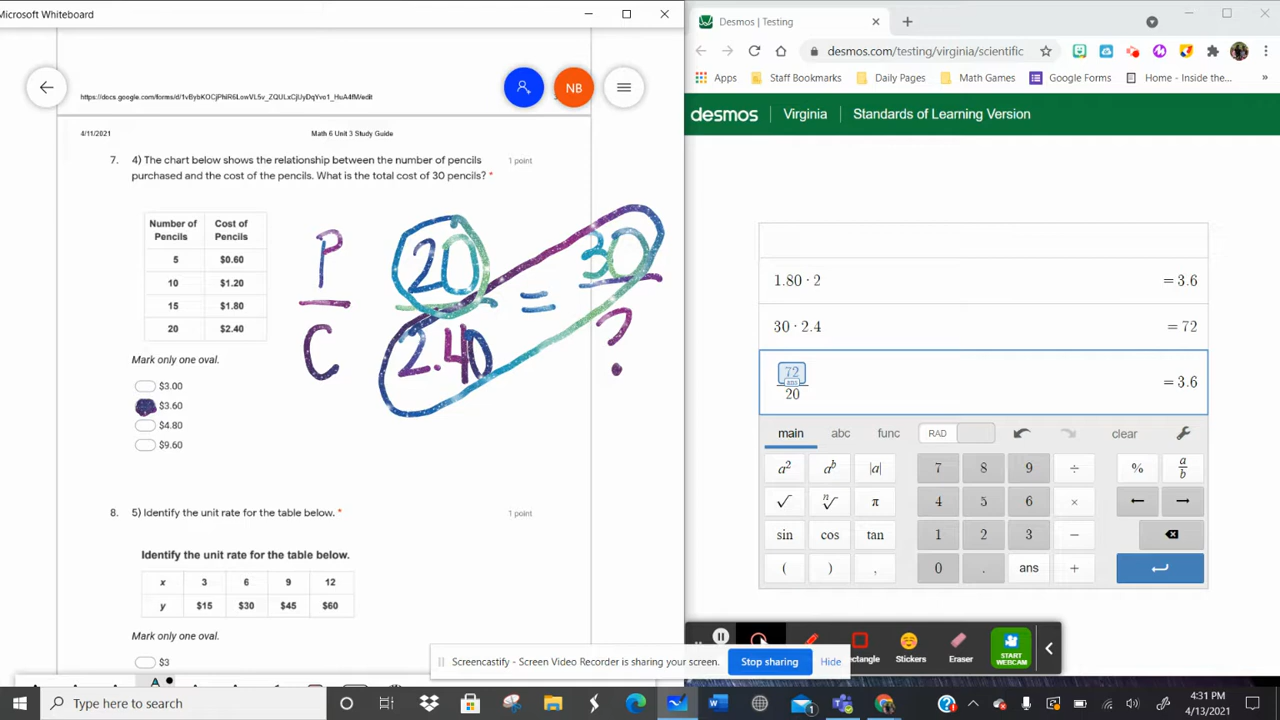 Microsoft Whiteboard
https://docs.google.com/forms/d/1vBybKOCjPhiR6LowVL5v_ZQULxCjUyDqYvo1_HuA4fM/edit
NB
4/11/2021
Math 6 Unit 3 Study Guide
7. 4) The chart below shows the relationship between the number of pencils
purchased and the cost of the pencils. What is the total cost of 30 pencils? *
1 point
Number of Pencils Cost of Pencils
5 $0.60
10 $1.20
15 $1.80
20 $2.40
P
C
20
2.40
=
30
?
Mark only one oval.
$3.00
$3.60
$4.80
$9.60
8. 5) Identify the unit rate for the table below. *
1 point
Identify the unit rate for the table below.
x 3 6 9 12
y $15 $30 $45 $60
Mark only one oval.
$3
Desmos | Testing
desmos.com/testing/virginia/scientific
Apps Staff Bookmarks Daily Pages Math Games Google Forms Home - Inside the... »
desmos Virginia Standards of Learning Version
1.80 · 2 = 3.6
30 · 2.4 = 72
72
ans
20
= 3.6
main abc func RAD clear
a² aᵇ |a| 7 8 9 ÷ % a/b
√ ⁿ√ π 4 5 6 × ← →
sin cos tan 1 2 3 −
( ) , 0 . ans +
ctangle Stickers Eraser START WEBCAM
Screencastify - Screen Video Recorder is sharing your screen. Stop sharing Hide
Type here to search
4:31 PM
4/13/2021